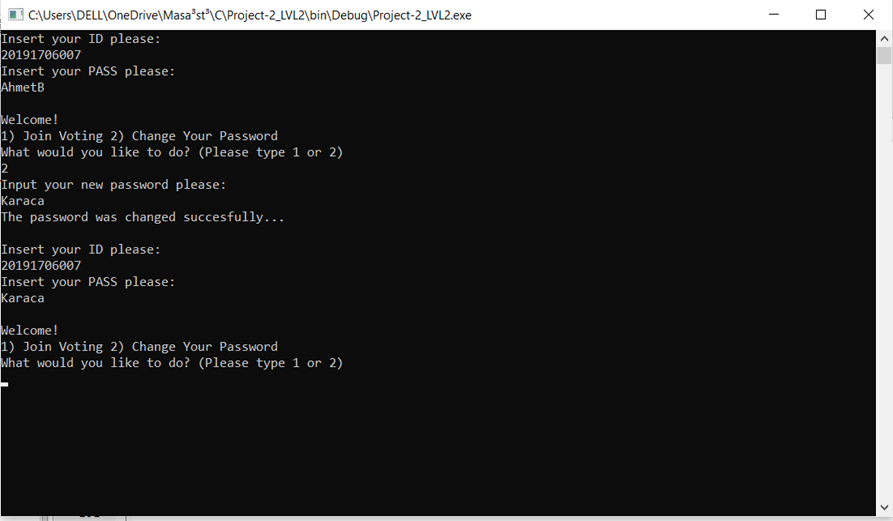 C:\Users\DELL\OneDrive\Masa³st³\C\Project-2_LVL2\bin\Debug\Project-2_LVL2.exe
Insert your ID please:
20191706007
Insert your PASS please:
AhmetB
Welcome!
1) Join Voting 2) Change Your Password
What would you like to do? (Please type 1 or 2)
2
Input your new password please:
Karaca
The password was changed succesfully...
Insert your ID please:
20191706007
Insert your PASS please:
Karaca
Welcome!
1) Join Voting 2) Change Your Password
What would you like to do? (Please type 1 or 2)